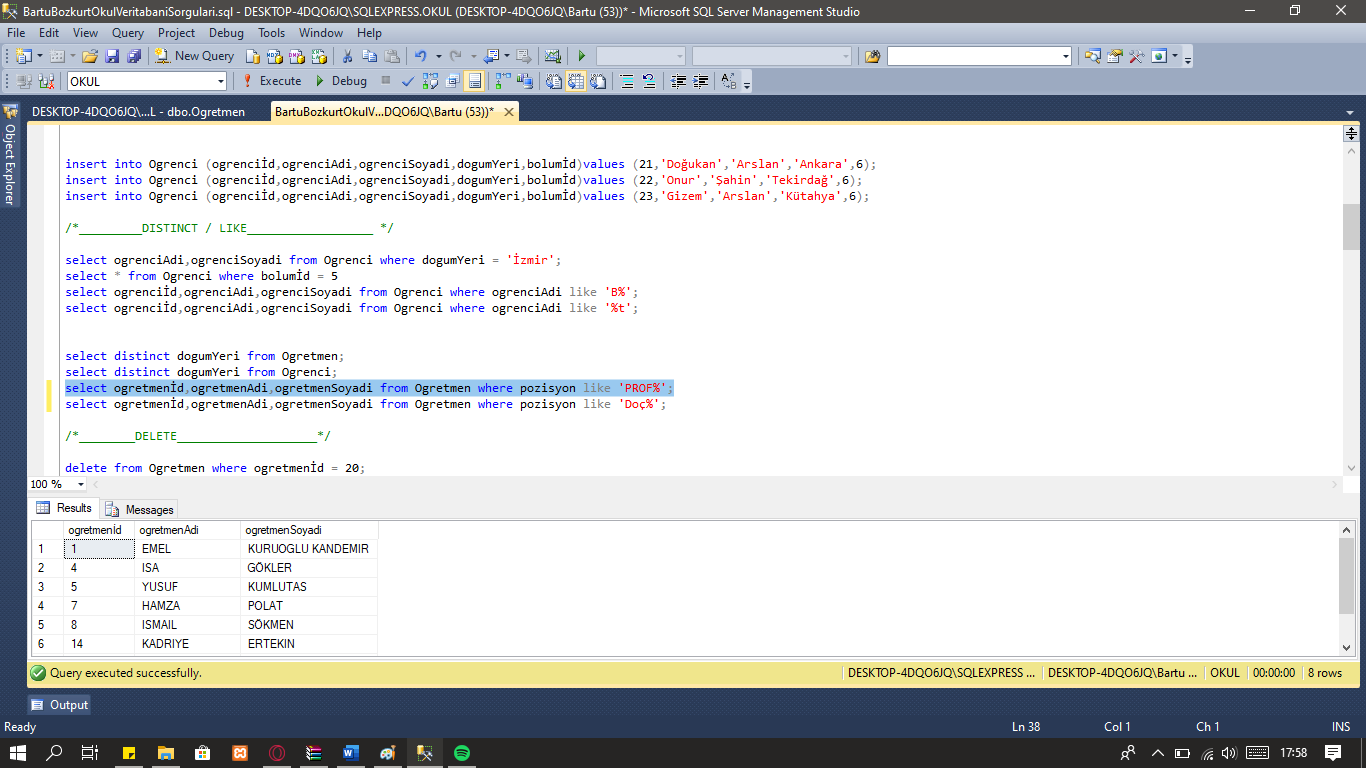 BartuBozkurtOkulVeritabaniSorgulari.sql - DESKTOP-4DQO6JQ\SQLEXPRESS.OKUL (DESKTOP-4DQO6JQ\Bartu (53))* - Microsoft SQL Server Management Studio
File Edit View Query Project Debug Tools Window Help
New Query
OKUL Execute Debug
DESKTOP-4DQO6JQ\...L - dbo.Ogretmen BartuBozkurtOkulV...DQO6JQ\Bartu (53))*
Object Explorer
insert into Ogrenci (ogrenciİd,ogrenciAdi,ogrenciSoyadi,dogumYeri,bolumİd)values (21,'Doğukan','Arslan','Ankara',6);
insert into Ogrenci (ogrenciİd,ogrenciAdi,ogrenciSoyadi,dogumYeri,bolumİd)values (22,'Onur','Şahin','Tekirdağ',6);
insert into Ogrenci (ogrenciİd,ogrenciAdi,ogrenciSoyadi,dogumYeri,bolumİd)values (23,'Gizem','Arslan','Kütahya',6);
/*_________DISTINCT / LIKE__________________ */
select ogrenciAdi,ogrenciSoyadi from Ogrenci where dogumYeri = 'İzmir';
select * from Ogrenci where bolumİd = 5
select ogrenciİd,ogrenciAdi,ogrenciSoyadi from Ogrenci where ogrenciAdi like 'B%';
select ogrenciİd,ogrenciAdi,ogrenciSoyadi from Ogrenci where ogrenciAdi like '%t';
select distinct dogumYeri from Ogretmen;
select distinct dogumYeri from Ogrenci;
select ogretmenİd,ogretmenAdi,ogretmenSoyadi from Ogretmen where pozisyon like 'PROF%';
select ogretmenİd,ogretmenAdi,ogretmenSoyadi from Ogretmen where pozisyon like 'Doç%';
/*________DELETE____________________*/
delete from Ogretmen where ogretmenİd = 20;
100 %
Results Messages
ogretmenİd ogretmenAdi ogretmenSoyadi
1 1 EMEL KURUOGLU KANDEMIR
2 4 ISA GÖKLER
3 5 YUSUF KUMLUTAS
4 7 HAMZA POLAT
5 8 ISMAIL SÖKMEN
6 14 KADRIYE ERTEKIN
Query executed successfully. DESKTOP-4DQO6JQ\SQLEXPRESS ... DESKTOP-4DQO6JQ\Bartu ... OKUL 00:00:00 8 rows
Output
Ready Ln 38 Col 1 Ch 1 INS
17:58